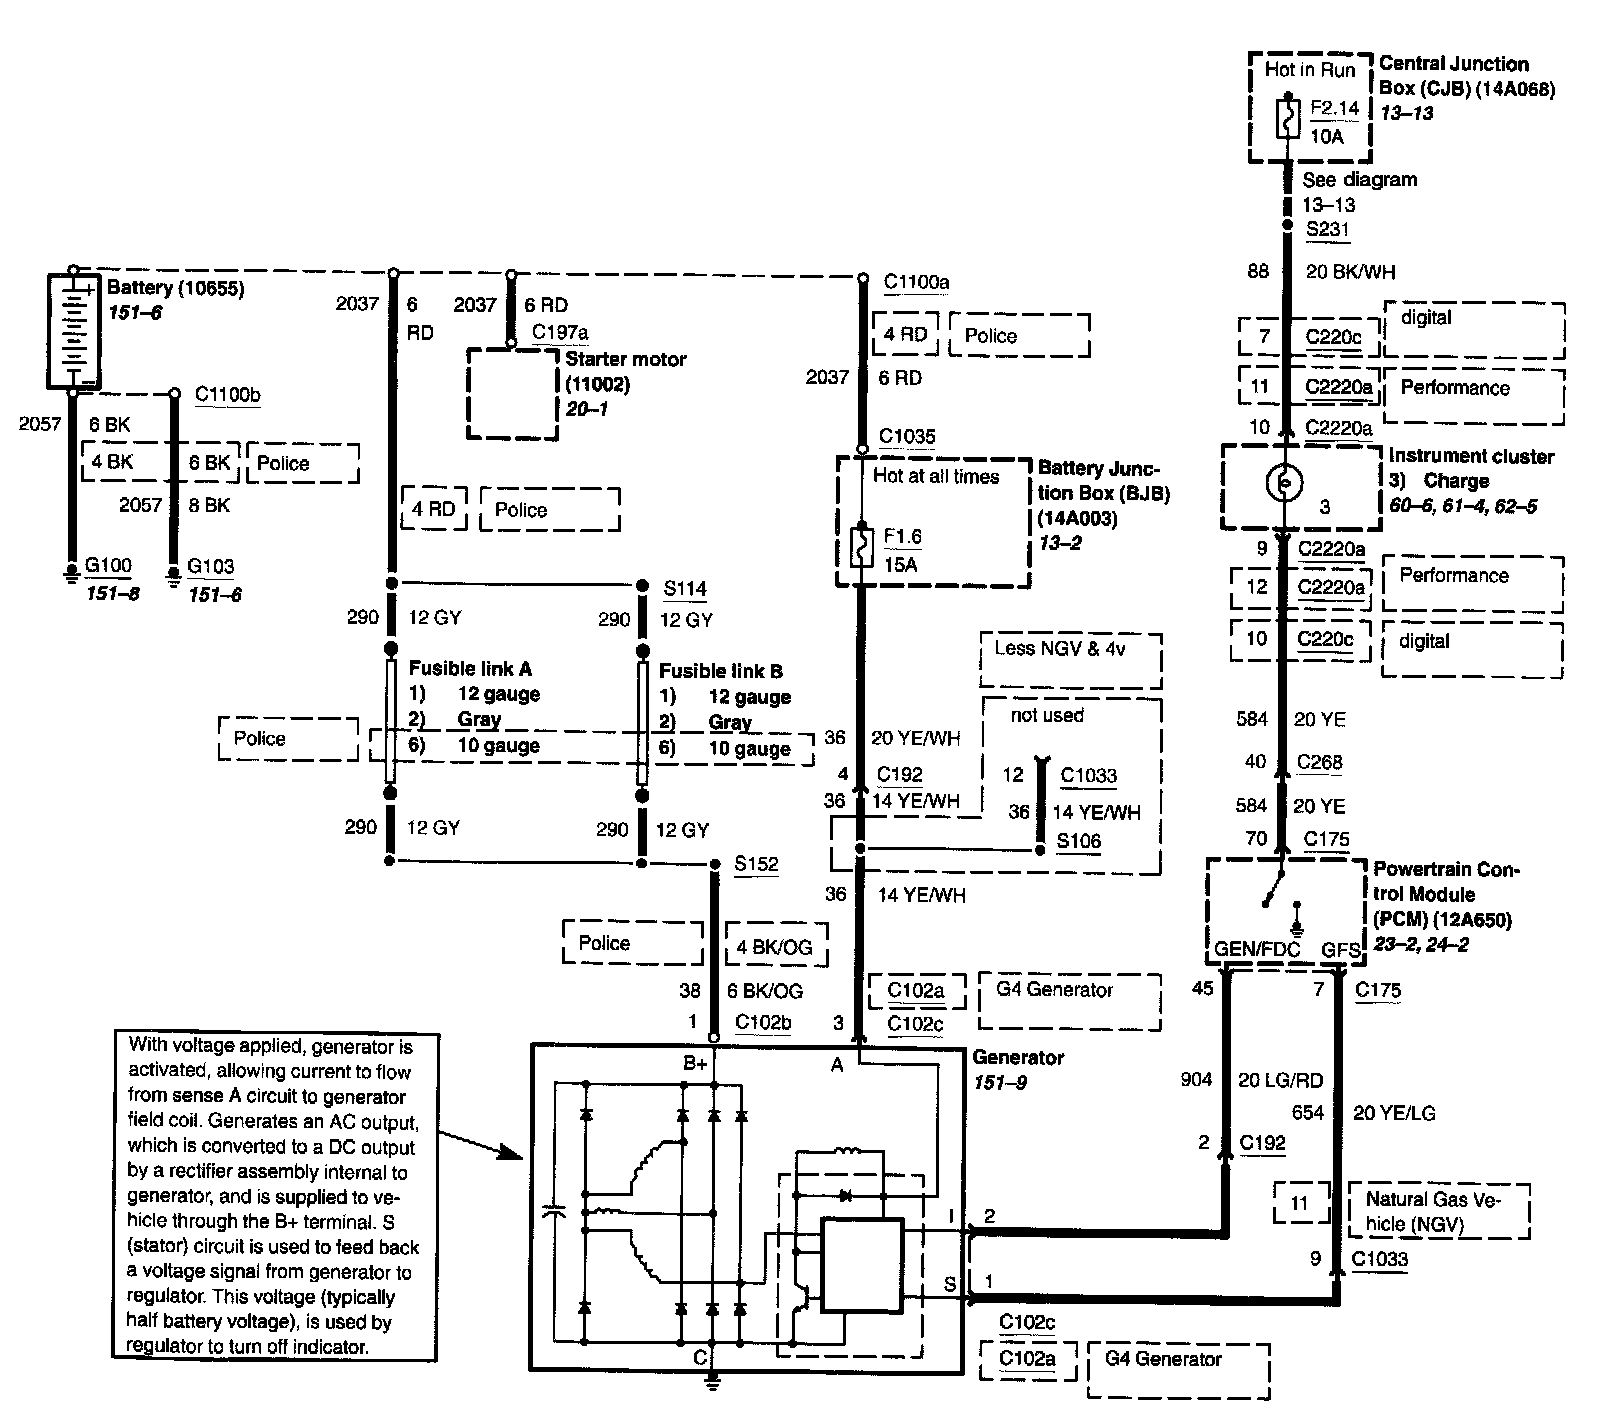 Hot in Run
F2.14
10A
Central Junction
Box (CJB) (14A068)
13–13
See diagram
13–13
S231
88
20 BK/WH
7
C220c
digital
11
C2220a
Performance
10
C2220a
3
Instrument cluster
3) Charge
60–6, 61–4, 62–5
9
C2220a
12
C2220a
Performance
10
C220c
digital
584
20 YE
40
C268
584
20 YE
70
C175
GEN/FDC
GFS
Powertrain Con-
trol Module
(PCM) (12A650)
23–2, 24–2
45
7
C175
904
20 LG/RD
654
20 YE/LG
2
C192
11
Natural Gas Ve-
hicle (NGV)
9
C1033
+
–
Battery (10655)
151–6
C1100b
2057
6 BK
4 BK
6 BK
Police
2057
8 BK
G100
151–8
G103
151–6
2037
6
RD
2037
6 RD
C197a
Starter motor
(11002)
20–1
4 RD
Police
S114
290
12 GY
290
12 GY
Fusible link A
1) 12 gauge
2) Gray
6) 10 gauge
Fusible link B
1) 12 gauge
2) Gray
6) 10 gauge
Police
290
12 GY
290
12 GY
S152
Police
4 BK/OG
38
6 BK/OG
1
C102b
C1100a
4 RD
Police
2037
6 RD
C1035
Hot at all times
F1.6
15A
Battery Junc-
tion Box (BJB)
(14A003)
13–2
Less NGV & 4v
not used
36
20 YE/WH
4
C192
36
14 YE/WH
12
C1033
36
14 YE/WH
S106
36
14 YE/WH
C102a
G4 Generator
3
C102c
B+
A
Generator
151–9
I
2
S
1
C
C102c
C102a
G4 Generator
With voltage applied, generator is
activated, allowing current to flow
from sense A circuit to generator
field coil. Generates an AC output,
which is converted to a DC output
by a rectifier assembly internal to
generator, and is supplied to ve-
hicle through the B+ terminal. S
(stator) circuit is used to feed back
a voltage signal from generator to
regulator. This voltage (typically
half battery voltage), is used by
regulator to turn off indicator.